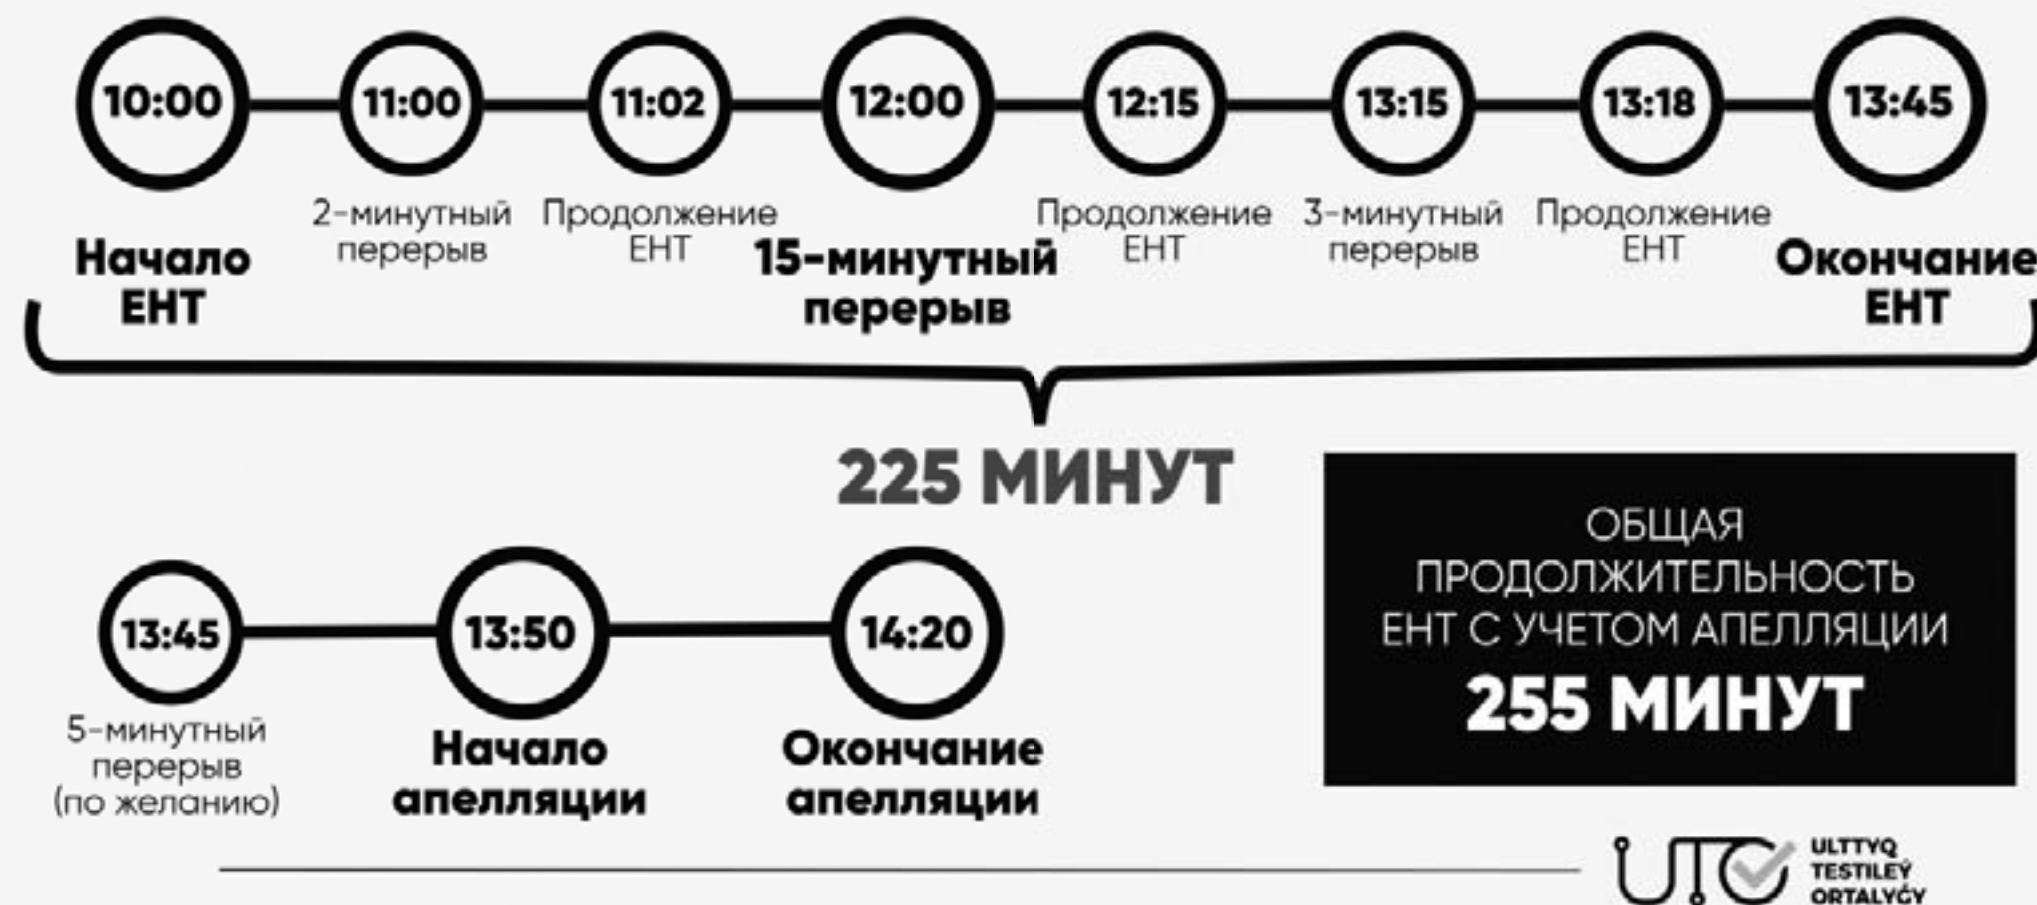 10:00
11:00
11:02
12:00
12:15
13:15
13:18
13:45
Начало
ЕНТ
2-минутный
перерыв
Продолжение
ЕНТ
15-минутный
перерыв
Продолжение
ЕНТ
3-минутный
перерыв
Продолжение
ЕНТ
Окончание
ЕНТ
225 МИНУТ
13:45
13:50
14:20
5-минутный
перерыв
(по желанию)
Начало
апелляции
Окончание
апелляции
ОБЩАЯ
ПРОДОЛЖИТЕЛЬНОСТЬ
ЕНТ С УЧЕТОМ АПЕЛЛЯЦИИ
255 МИНУТ
UTO
ULTTYQ
TESTILEÝ
ORTALYǴY